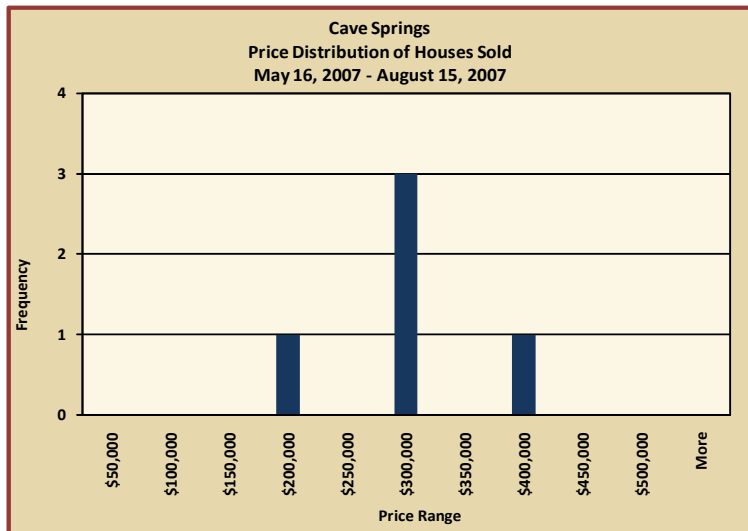 Cave Springs
Price Distribution of Houses Sold
May 16, 2007 - August 15, 2007
4
3
2
1
0
Frequency
$50,000
$100,000
$150,000
$200,000
$250,000
$300,000
$350,000
$400,000
$450,000
$500,000
More
Price Range